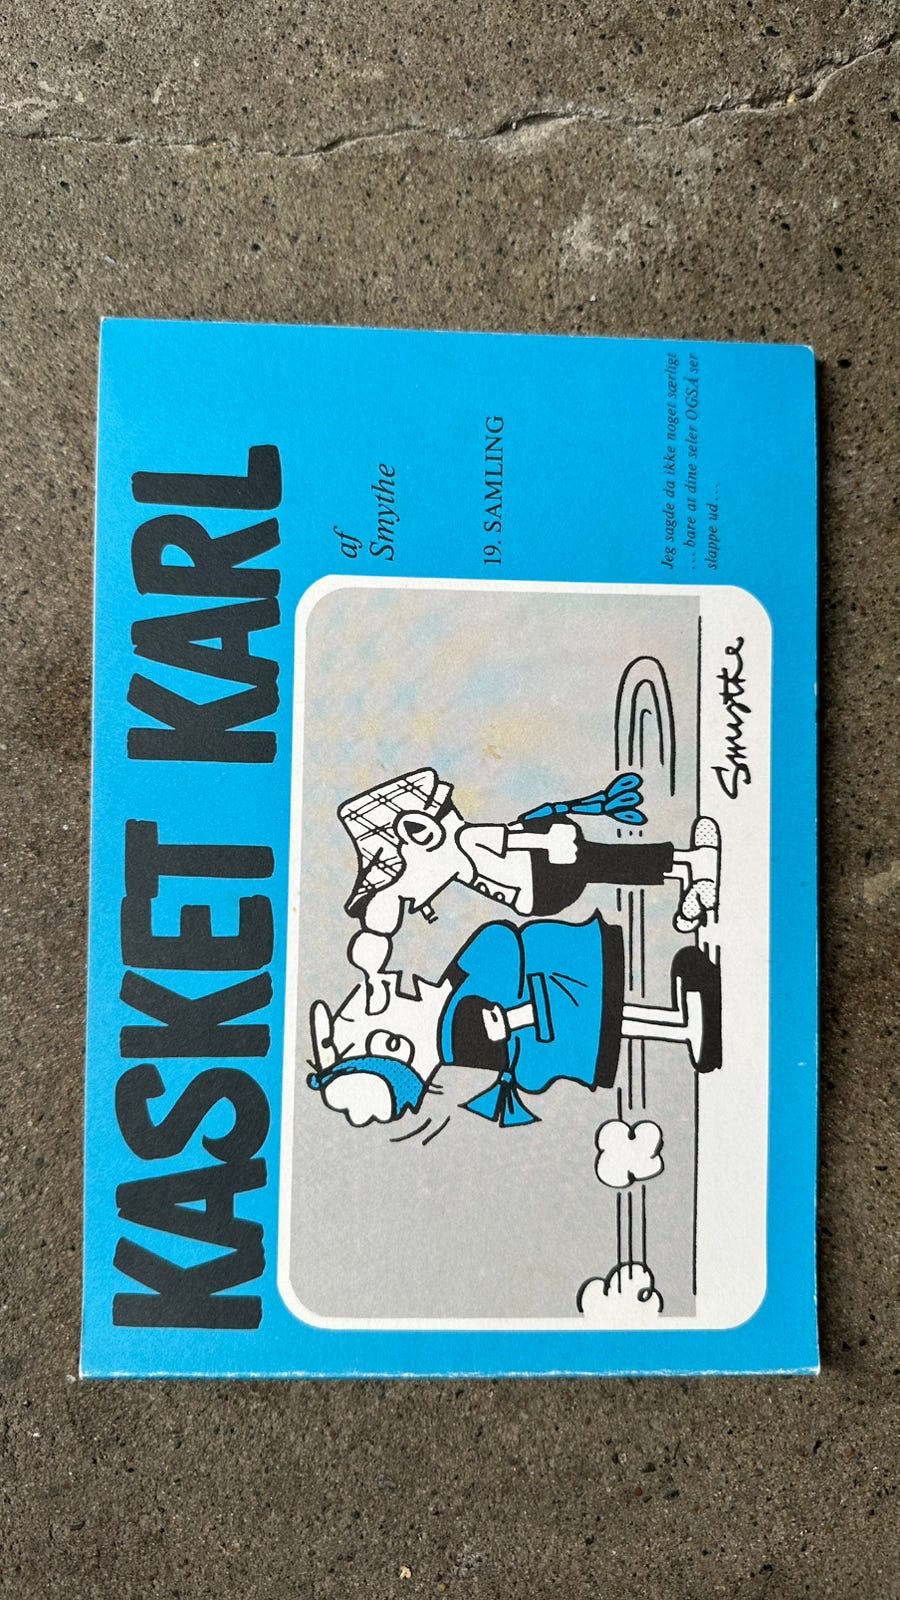 KASKET KARL
af
Smythe
19. SAMLING
Jeg sagde da ikke noget særligt
... bare at dine seler OGSÅ ser
slappe ud...
Smythe